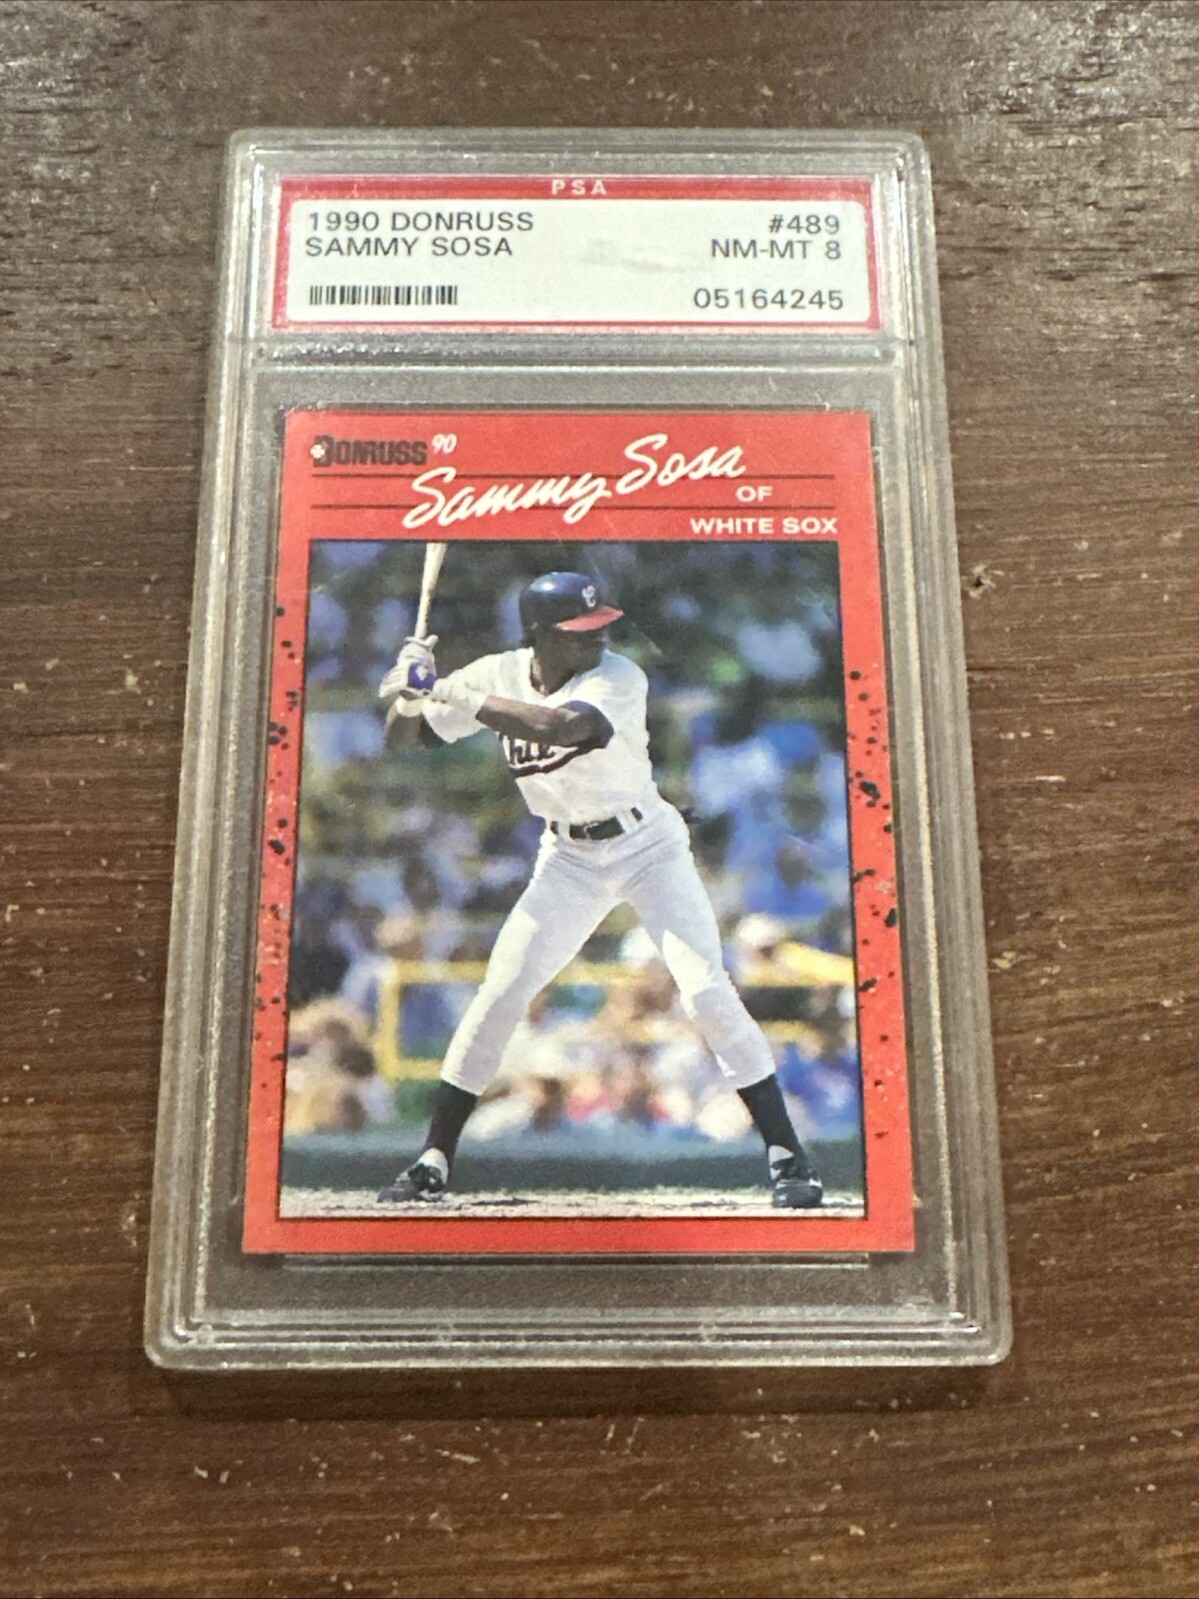 PSA
1990 DONRUSS #489
SAMMY SOSA NM-MT 8
05164245
DONRUSS 90
Sammy Sosa
OF
WHITE SOX
C